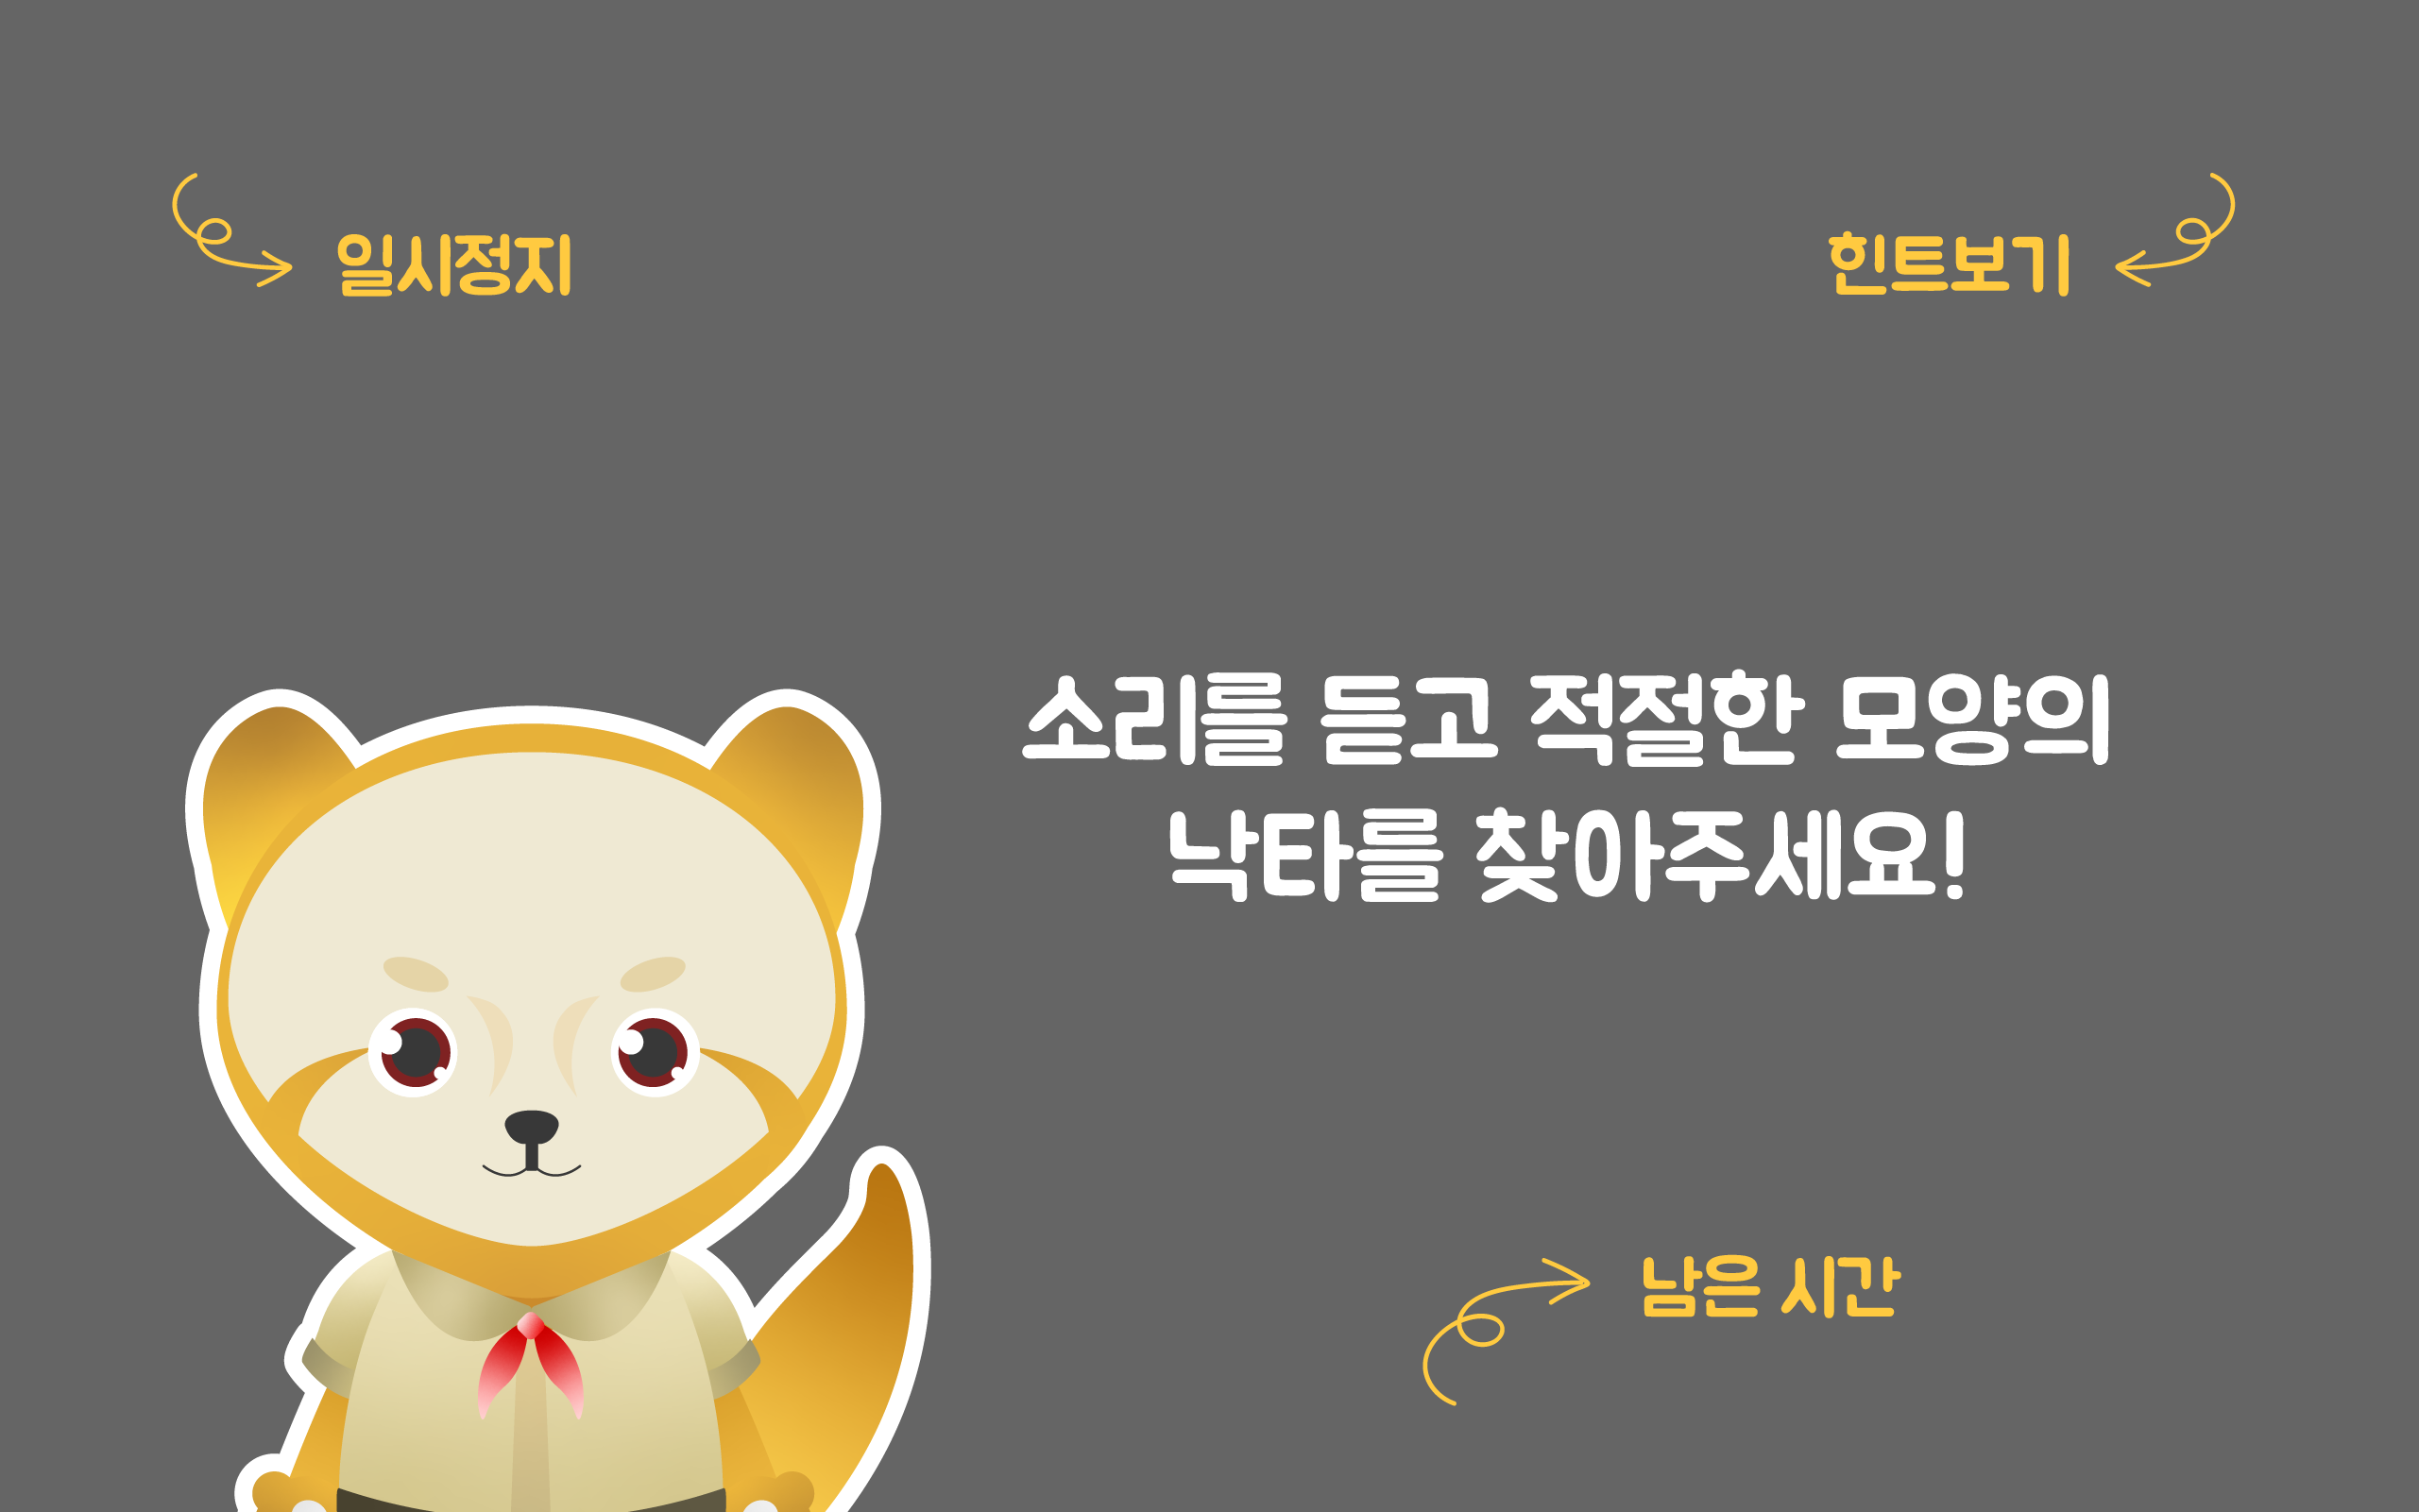 일시정지
힌트보기
소리를 듣고 적절한 모양의
낙타를 찾아주세요!
남은 시간